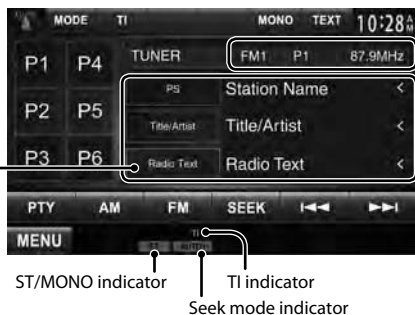 MODE TI MONO TEXT 10:28
P1 P4 TUNER FM1 P1 87.9MHz
PS Station Name <
P2 P5 Title/Artist Title/Artist <
P3 P6 Radio Text Radio Text <
PTY AM FM SEEK
MENU
TI
ST AUTO1
ST/MONO indicator TI indicator
Seek mode indicator